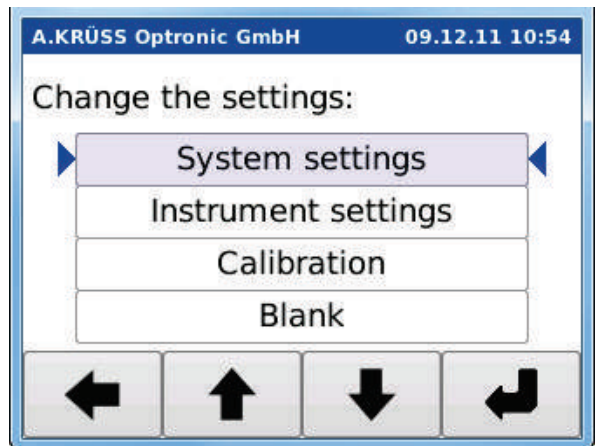 A.KRÜSS Optronic GmbH 09.12.11 10:54
Change the settings:
System settings
Instrument settings
Calibration
Blank